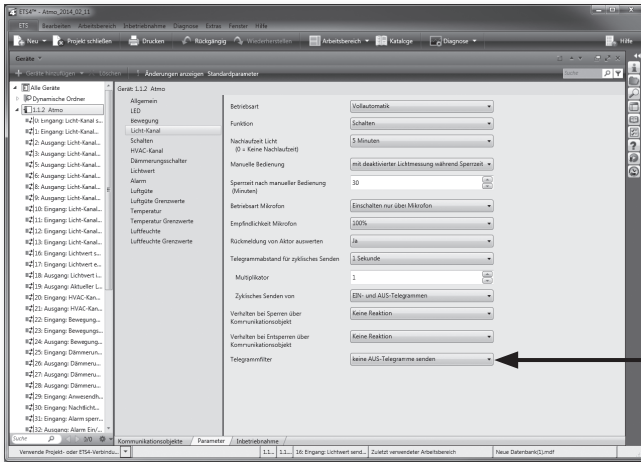 ETS4™ - Atmo_2014_02_11
ETS Bearbeiten Arbeitsbereich Inbetriebnahme Diagnose Extras Fenster Hilfe
Neu Projekt schließen Drucken Rückgängig Wiederherstellen Arbeitsbereich Kataloge Diagnose Hilfe
Geräte
Geräte Hinzufügen Löschen Änderungen anzeigen Standardparameter Suche
Alle Geräte
Dynamische Ordner
1.1.2 Atmo
0: Eingang: Licht-Kanal s...
1: Eingang: Licht-Kanal...
2: Ausgang: Licht-Kanal...
3: Ausgang: Licht-Kanal...
5: Ausgang: Licht-Kanal...
6: Ausgang: Licht-Kanal...
8: Ausgang: Licht-Kanal...
9: Ausgang: Licht-Kanal...
10: Eingang: Licht-Kanal...
11: Eingang: Licht-Kanal...
12: Eingang: Licht-Kanal...
13: Eingang: Licht-Kanal...
16: Eingang: Lichtwert s...
17: Eingang: Lichtwert e...
18: Ausgang: Lichtwert i...
19: Ausgang: Aktueller L...
20: Eingang: HVAC-Kan...
21: Ausgang: HVAC-Kan...
22: Eingang: Bewegung...
23: Eingang: Bewegungs...
24: Ausgang: Bewegung...
25: Eingang: Dämmerun...
26: Ausgang: Dämmeru...
27: Ausgang: Dämmeru...
28: Ausgang: Dämmeru...
29: Eingang: Anwesendh...
30: Eingang: Nachtlicht...
31: Eingang: Alarm sperr...
32: Ausgang: Alarm Ein/...
Suche 0/0
Gerät: 1.1.2 Atmo
Allgemein
LED
Bewegung
Licht-Kanal
Schalten
HVAC-Kanal
Dämmerungsschalter
Lichtwert
Alarm
Luftgüte
Luftgüte Grenzwerte
Temperatur
Temperatur Grenzwerte
Luftfeuchte
Luftfeuchte Grenzwerte
Betriebsart Vollautomatik
Funktion Schalten
Nachlaufzeit Licht 5 Minuten
(0 = Keine Nachlaufzeit)
Manuelle Bedienung mit deaktivierter Lichtmessung während Sperrzeit
Sperrzeit nach manueller Bedienung 30
(Minuten)
Betriebsart Mikrofon Einschalten nur über Mikrofon
Empfindlichkeit Mikrofon 100%
Rückmeldung von Aktor auswerten Ja
Telegrammabstand für zyklisches Senden 1 Sekunde
Multiplikator 1
Zyklisches Senden von EIN- und AUS-Telegrammen
Verhalten bei Sperren über Keine Reaktion
Kommunikationsobjekt
Verhalten bei Entsperren über Keine Reaktion
Kommunikationsobjekt
Telegrammfilter keine AUS-Telegramme senden
Kommunikationsobjekte Parameter Inbetriebnahme
Verwende Projekt- oder ETS4-Verbindu... 1.1... 1.1... 16: Eingang: Lichtwert send... Zuletzt verwendeter Arbeitsbereich Neue Datenbank(1).mdf